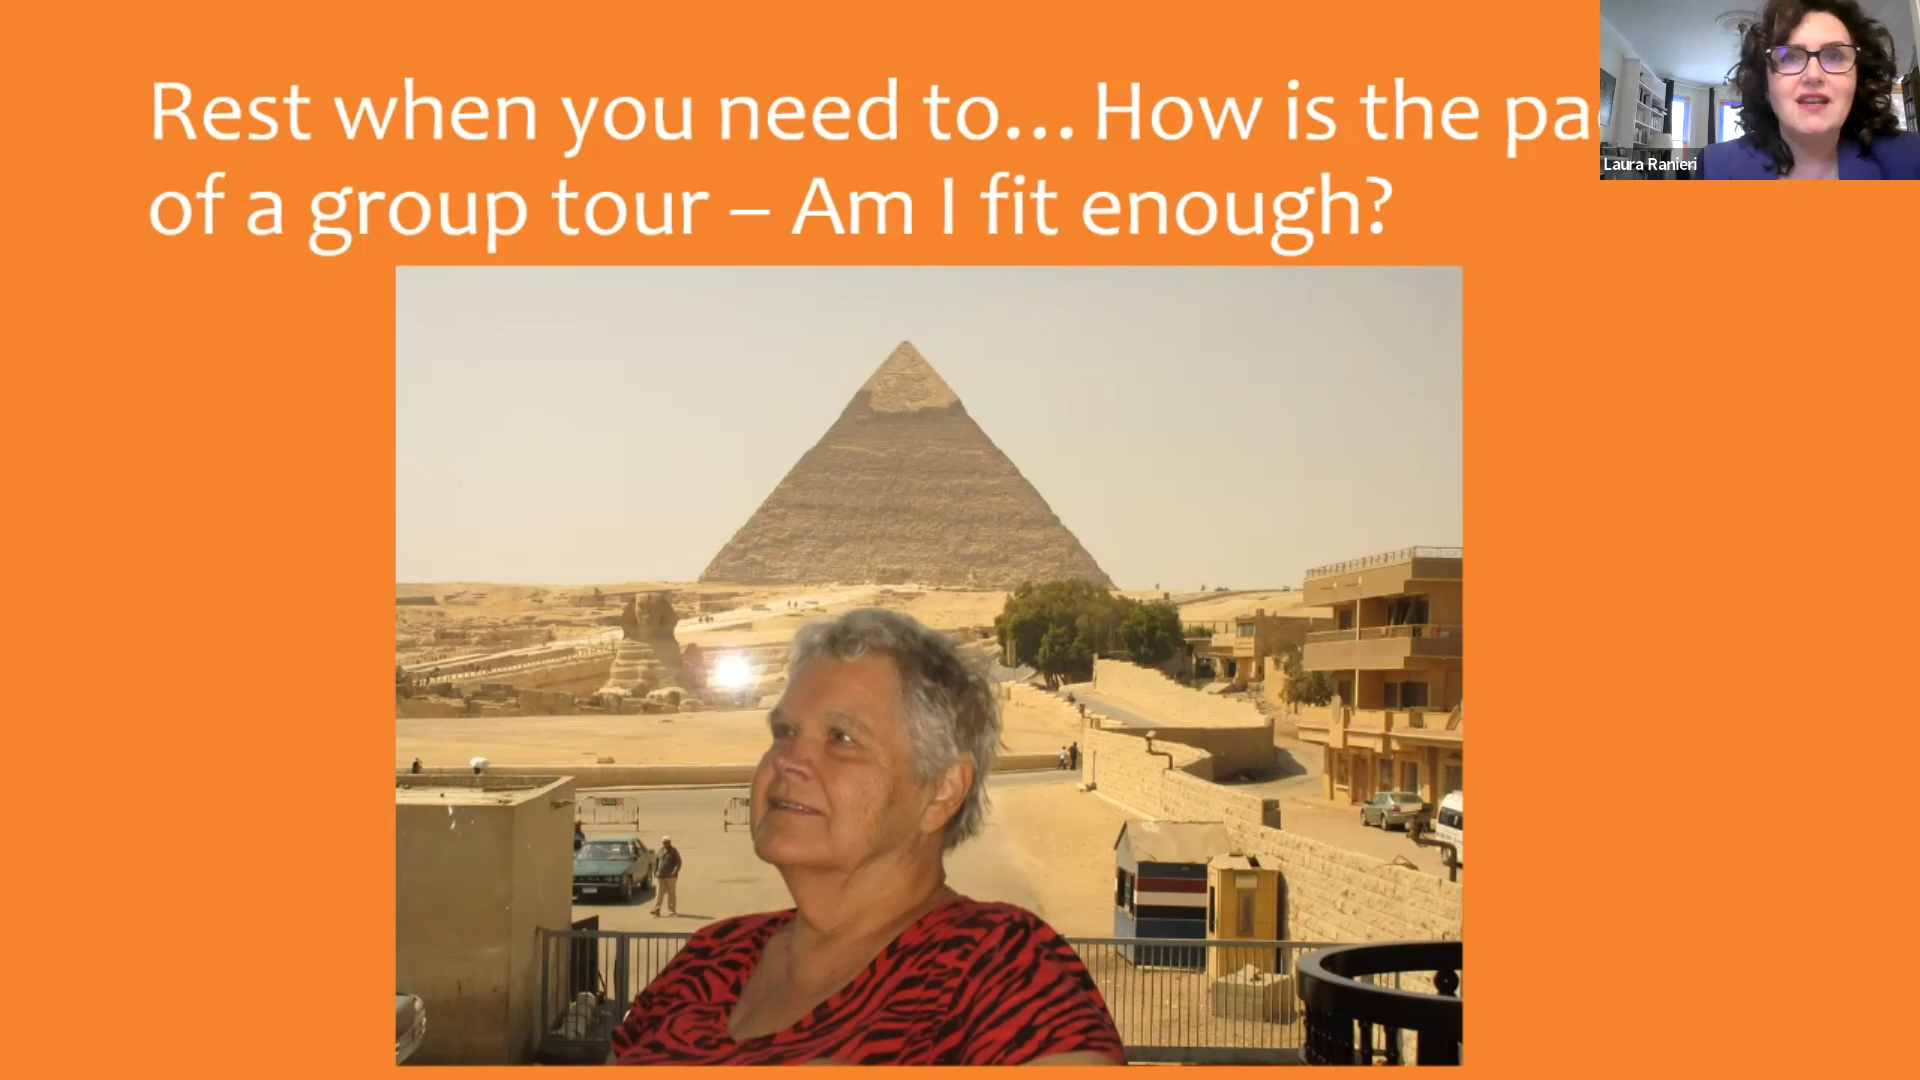 Rest when you need to... How is the pa
of a group tour – Am I fit enough?
Laura Ranieri